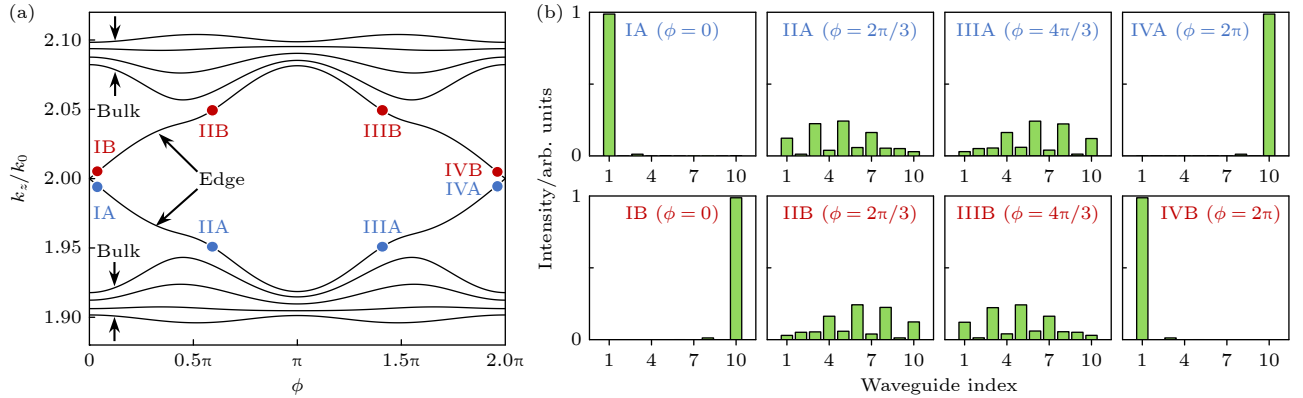 (a)
2.10
2.05
2.00
1.95
1.90
k_z/k_0
Bulk
IB
IIB
IIIB
IVB
IVA
Edge
IA
IIA
IIIA
Bulk
0
0.5π
π
1.5π
2.0π
ϕ
(b)
Intensity/arb. units
1
0
IA (ϕ=0)
1 4 7 10
IIA (ϕ=2π/3)
1 4 7 10
IIIA (ϕ=4π/3)
1 4 7 10
IVA (ϕ=2π)
1 4 7 10
1
0
IB (ϕ=0)
1 4 7 10
IIB (ϕ=2π/3)
1 4 7 10
IIIB (ϕ=4π/3)
1 4 7 10
IVB (ϕ=2π)
1 4 7 10
Waveguide index